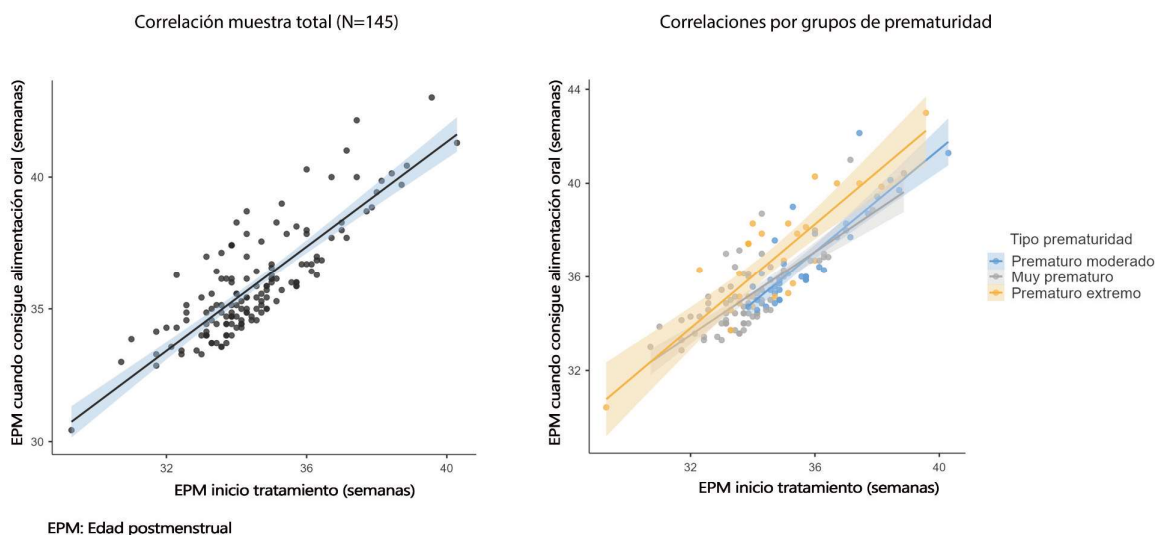 Correlación muestra total (N=145)
EPM cuando consigue alimentación oral (semanas)
40
35
30
32
36
40
EPM inicio tratamiento (semanas)
EPM: Edad postmenstrual
Correlaciones por grupos de prematuridad
EPM cuando consigue alimentación oral (semanas)
44
40
36
32
32
36
40
EPM inicio tratamiento (semanas)
Tipo prematuridad
Prematuro moderado
Muy prematuro
Prematuro extremo